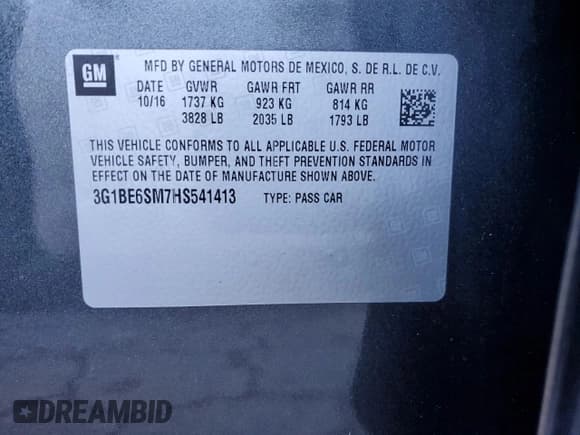 GM
MFD BY GENERAL MOTORS DE MEXICO, S. DE R.L. DE C.V.
DATE GVWR GAWR FRT GAWR RR
10/16 1737 KG 923 KG 814 KG
3828 LB 2035 LB 1793 LB
THIS VEHICLE CONFORMS TO ALL APPLICABLE U.S. FEDERAL MOTOR
VEHICLE SAFETY, BUMPER, AND THEFT PREVENTION STANDARDS IN
EFFECT ON THE DATE OF MANUFACTURE SHOWN ABOVE.
3G1BE6SM7HS541413 TYPE: PASS CAR
DREAMBID